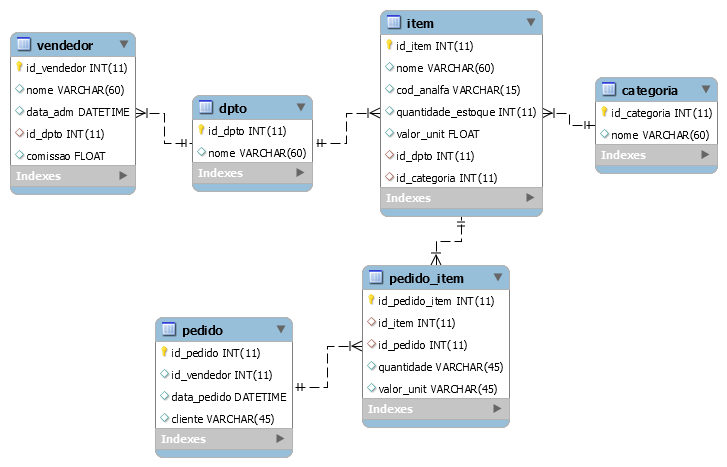 vendedor
id_vendedor INT(11)
nome VARCHAR(60)
data_adm DATETIME
id_dpto INT(11)
comissao FLOAT
Indexes
dpto
id_dpto INT(11)
nome VARCHAR(60)
Indexes
item
id_item INT(11)
nome VARCHAR(60)
cod_analfa VARCHAR(15)
quantidade_estoque INT(11)
valor_unit FLOAT
id_dpto INT(11)
id_categoria INT(11)
Indexes
categoria
id_categoria INT(11)
nome VARCHAR(60)
Indexes
pedido
id_pedido INT(11)
id_vendedor INT(11)
data_pedido DATETIME
cliente VARCHAR(45)
Indexes
pedido_item
id_pedido_item INT(11)
id_item INT(11)
id_pedido INT(11)
quantidade VARCHAR(45)
valor_unit VARCHAR(45)
Indexes